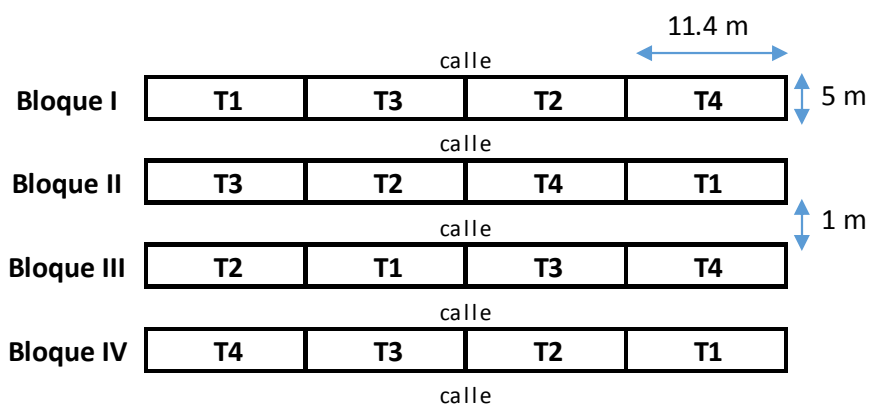 11.4 m
calle
Bloque I T1 T3 T2 T4 5 m
calle
Bloque II T3 T2 T4 T1
calle 1 m
Bloque III T2 T1 T3 T4
calle
Bloque IV T4 T3 T2 T1
calle